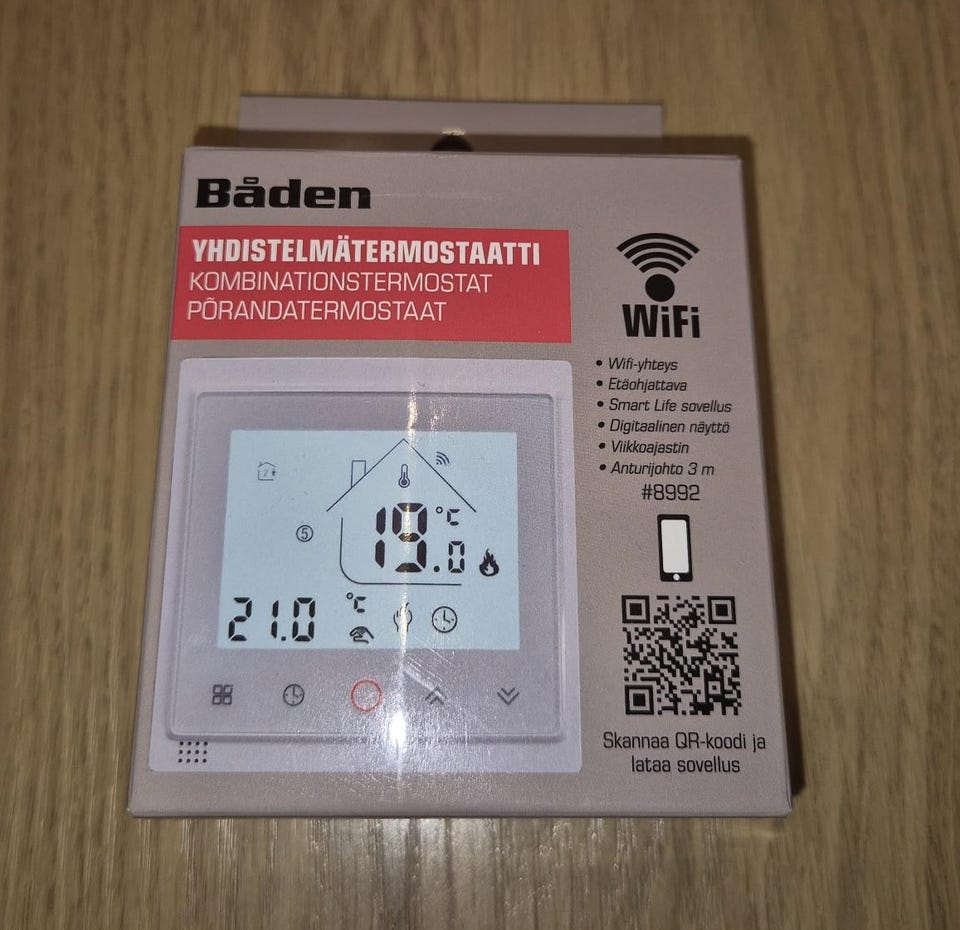 Båden
YHDISTELMÄTERMOSTAATTI
KOMBINATIONSTERMOSTAT
PÕRANDATERMOSTAAT
WiFi
• Wifi-yhteys
• Etäohjattava
• Smart Life sovellus
• Digitaalinen näyttö
• Viikkoajastin
• Anturijohto 3 m
#8992
2
5
19.0 °C
21.0 °C
Skannaa QR-koodi ja
lataa sovellus